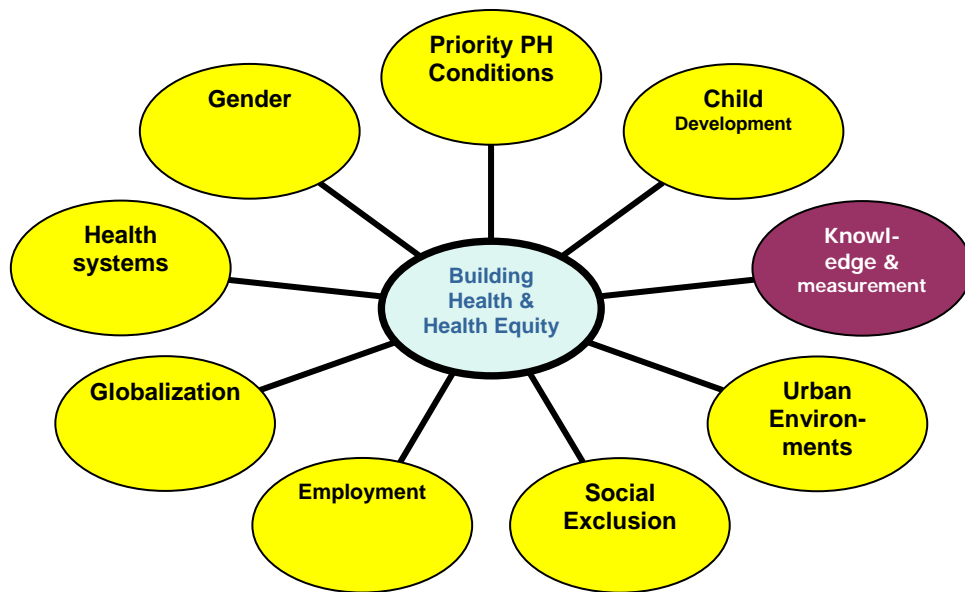 Priority PH
Conditions
Gender
Child
Development
Health
systems
Knowl-
edge &
measurement
Building
Health &
Health Equity
Globalization
Urban
Environ-
ments
Employment
Social
Exclusion